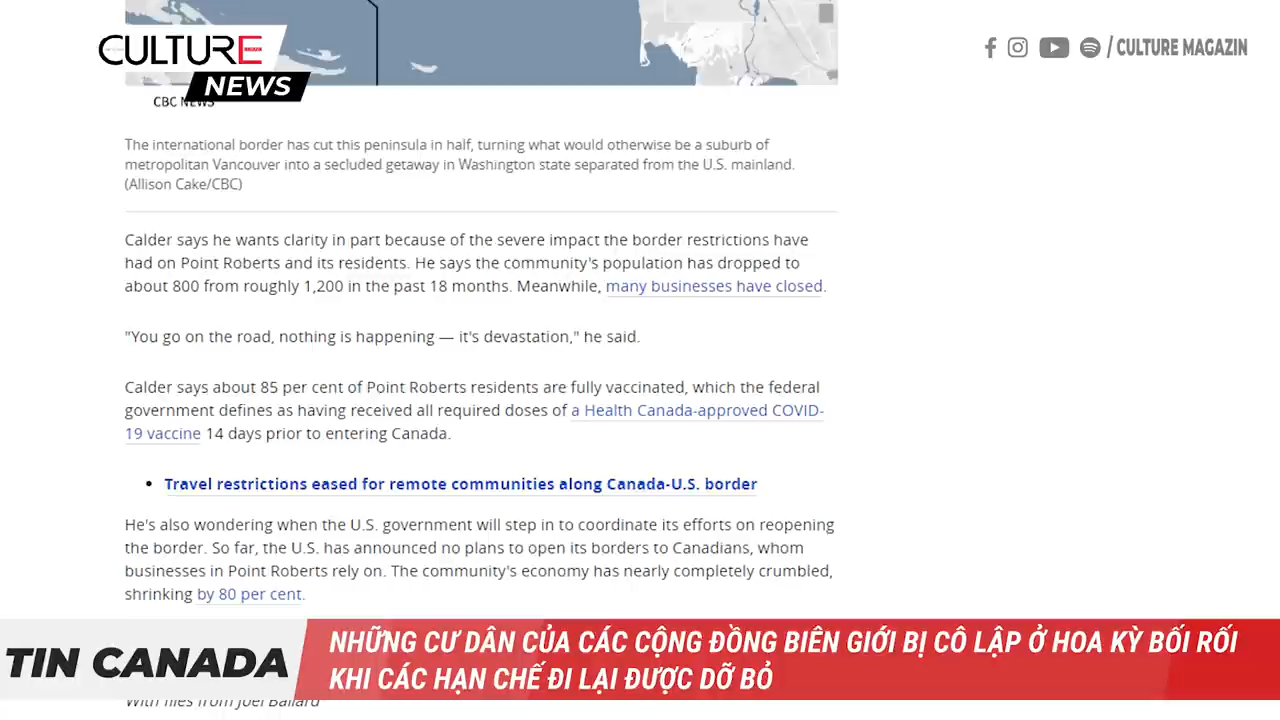 CULTURE
NEWS
/ CULTURE MAGAZIN
CBC NEWS
The international border has cut this peninsula in half, turning what would otherwise be a suburb of
metropolitan Vancouver into a secluded getaway in Washington state separated from the U.S. mainland.
(Allison Cake/CBC)
Calder says he wants clarity in part because of the severe impact the border restrictions have
had on Point Roberts and its residents. He says the community's population has dropped to
about 800 from roughly 1,200 in the past 18 months. Meanwhile, many businesses have closed.
"You go on the road, nothing is happening — it's devastation," he said.
Calder says about 85 per cent of Point Roberts residents are fully vaccinated, which the federal
government defines as having received all required doses of a Health Canada-approved COVID-
19 vaccine 14 days prior to entering Canada.
• Travel restrictions eased for remote communities along Canada-U.S. border
He's also wondering when the U.S. government will step in to coordinate its efforts on reopening
the border. So far, the U.S. has announced no plans to open its borders to Canadians, whom
businesses in Point Roberts rely on. The community's economy has nearly completely crumbled,
shrinking by 80 per cent.
TIN CANADA
NHỮNG CƯ DÂN CỦA CÁC CỘNG ĐỒNG BIÊN GIỚI BỊ CÔ LẬP Ở HOA KỲ BỐI RỐI
KHI CÁC HẠN CHẾ ĐI LẠI ĐƯỢC DỠ BỎ
With files from Joel Ballard